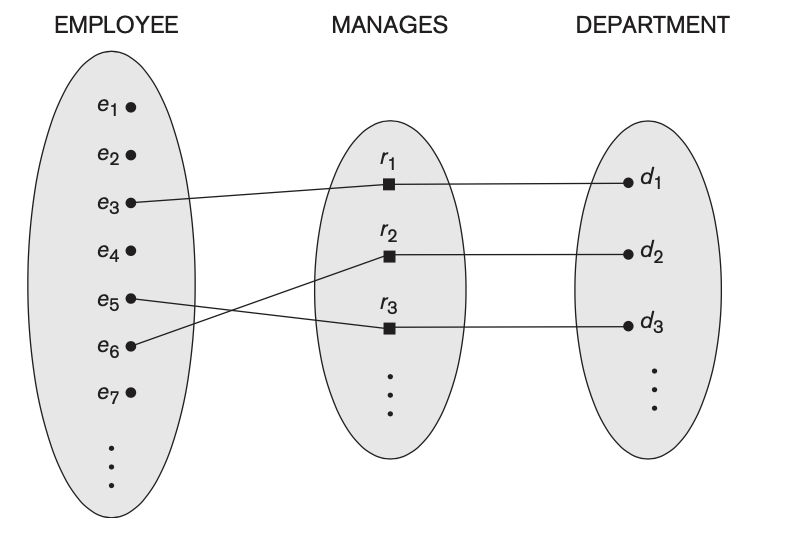 EMPLOYEE MANAGES DEPARTMENT
e1
e2
e3
e4
e5
e6
e7
r1
r2
r3
d1
d2
d3